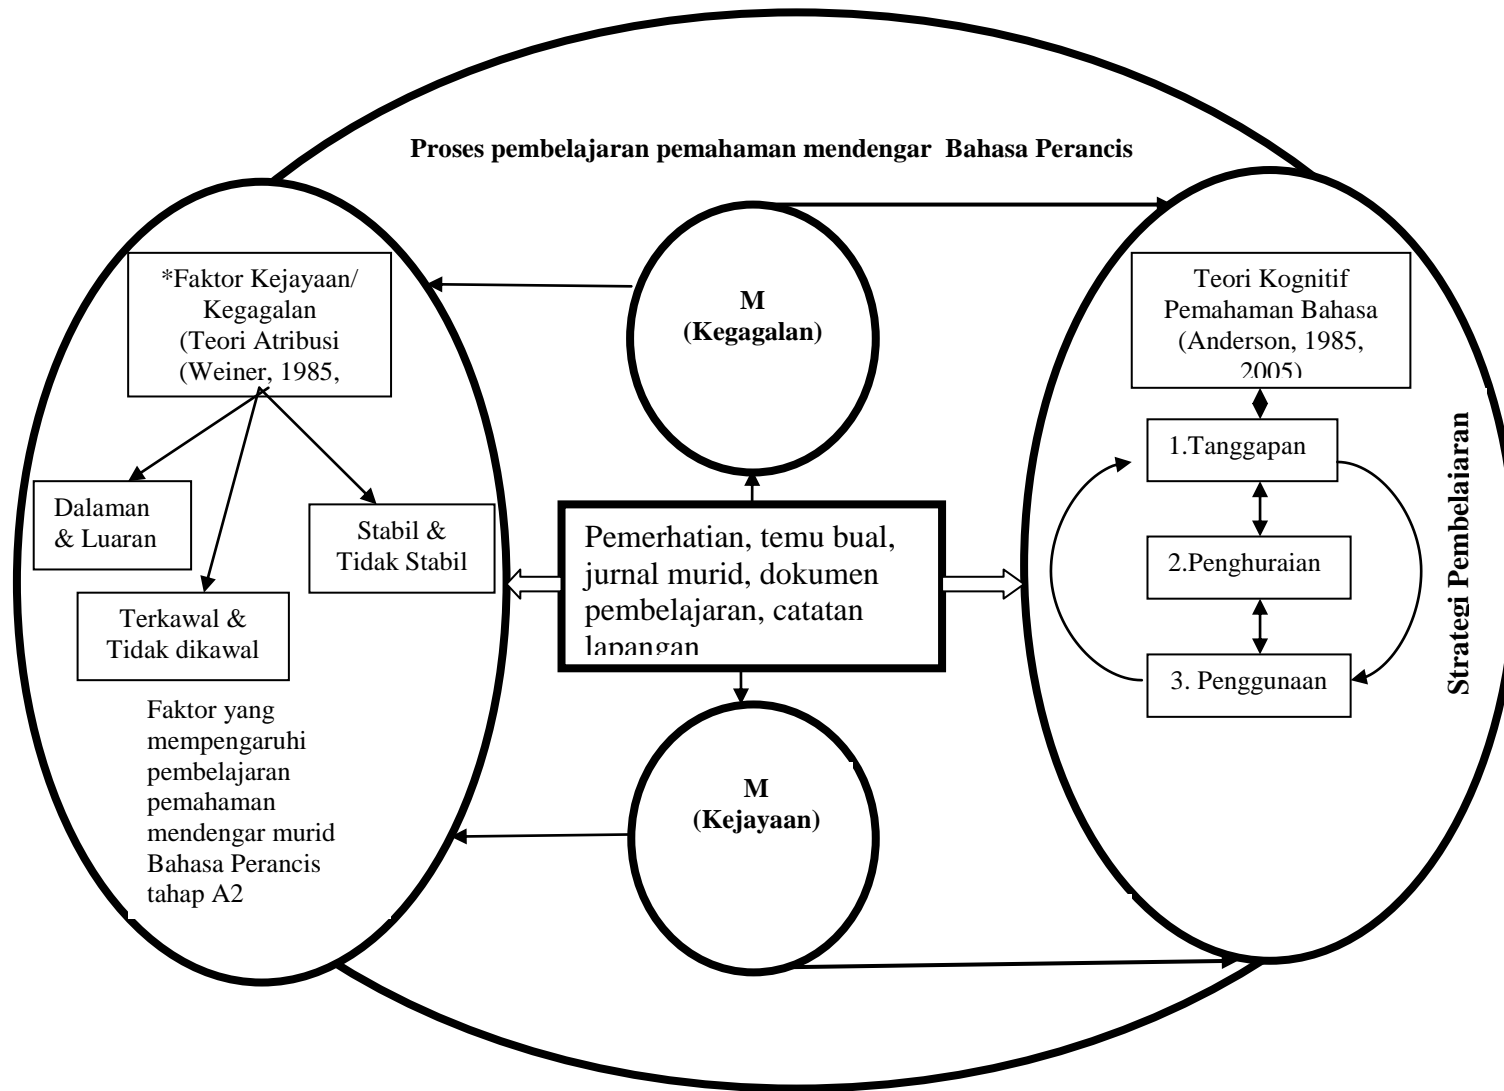 Proses pembelajaran pemahaman mendengar Bahasa Perancis
*Faktor Kejayaan/
Kegagalan
(Teori Atribusi
(Weiner, 1985,
Dalaman
& Luaran
Stabil &
Tidak Stabil
Terkawal &
Tidak dikawal
Faktor yang
mempengaruhi
pembelajaran
pemahaman
mendengar murid
Bahasa Perancis
tahap A2
M
(Kegagalan)
Pemerhatian, temu bual,
jurnal murid, dokumen
pembelajaran, catatan
lapangan
M
(Kejayaan)
Teori Kognitif
Pemahaman Bahasa
(Anderson, 1985,
2005)
1.Tanggapan
2.Penghuraian
3. Penggunaan
Strategi Pembelajaran